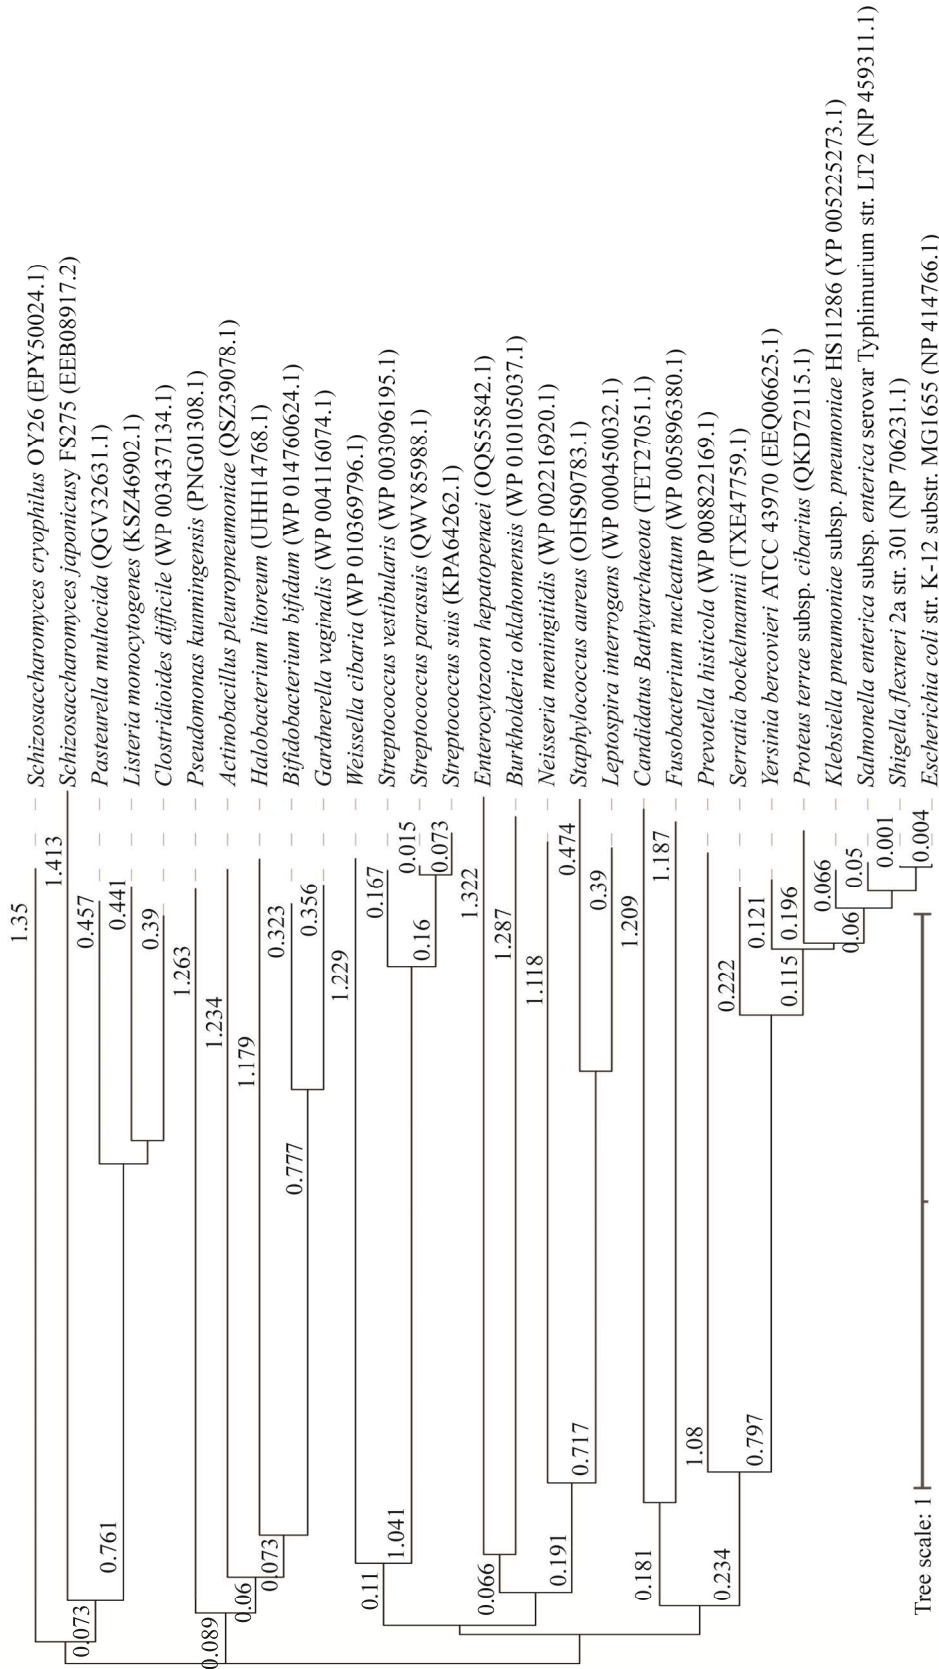 Schizosaccharomyces cryophilus OY26 (EPY50024.1)
Schizosaccharomyces japonicusy FS275 (EEB08917.2)
Pasteurella multocida (QGV32631.1)
Listeria monocytogenes (KSZ46902.1)
Clostridioides difficile (WP 003437134.1)
Pseudomonas kunmingensis (PNG01308.1)
Actinobacillus pleuropneumoniae (QSZ39078.1)
Halobacterium litoreum (UHH14768.1)
Bifidobacterium bifidum (WP 014760624.1)
Gardnerella vaginalis (WP 004116074.1)
Weissella cibaria (WP 010369796.1)
Streptococcus vestibularis (WP 003096195.1)
Streptococcus parasuis (QWV85988.1)
Streptococcus suis (KPA64262.1)
Enterocytozoon hepatopenaei (OQS55842.1)
Burkholderia oklahomensis (WP 010105037.1)
Neisseria meningitidis (WP 002216920.1)
Staphylococcus aureus (OHS90783.1)
Leptospira interrogans (WP 000450032.1)
Candidatus Bathyarchaeota (TET27051.1)
Fusobacterium nucleatum (WP 005896380.1)
Prevotella histicola (WP 008822169.1)
Serratia bockelmannii (TXE47759.1)
Yersinia bercovieri ATCC 43970 (EEQ06625.1)
Proteus terrae subsp. cibarius (QKD72115.1)
Klebsiella pneumoniae subsp. pneumoniae HS11286 (YP 005225273.1)
Salmonella enterica subsp. enterica serovar Typhimurium str. LT2 (NP 459311.1)
Shigella flexneri 2a str. 301 (NP 706231.1)
Escherichia coli str. K-12 substr. MG1655 (NP 414766.1)
1.35
1.413
0.457
0.441
0.39
1.263
1.234
1.179
0.323
0.356
1.229
0.167
0.015
0.073
0.16
1.322
1.287
1.118
0.474
0.39
1.209
1.187
0.222
0.121
0.196
0.115
0.066
0.06
0.05
0.001
0.004
0.777
0.761
0.073
0.073
0.06
0.089
1.041
0.11
0.717
0.191
0.066
1.08
0.797
0.181
0.234
Tree scale: 1